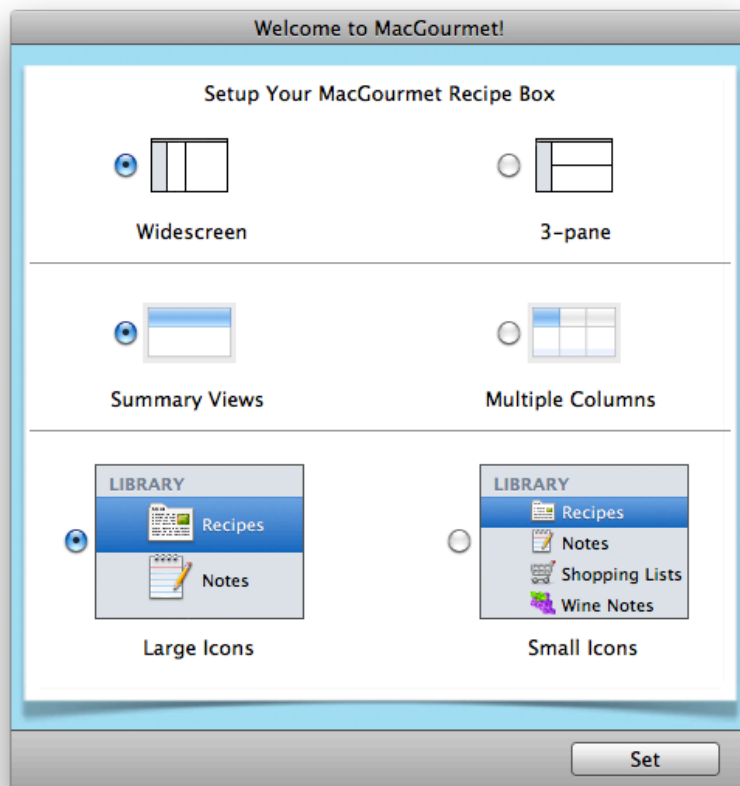 Welcome to MacGourmet!
Setup Your MacGourmet Recipe Box
Widescreen
3-pane
Summary Views
Multiple Columns
LIBRARY
Recipes
Notes
Large Icons
LIBRARY
Recipes
Notes
Shopping Lists
Wine Notes
Small Icons
Set